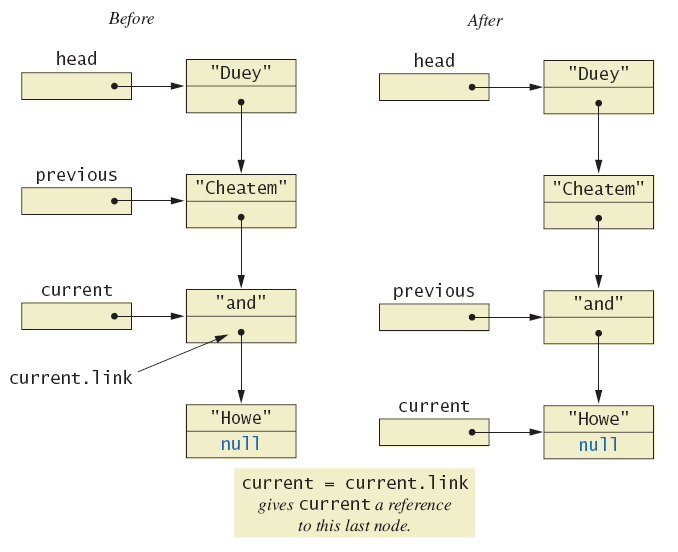 Before
head
"Duey"
previous
"Cheatem"
current
"and"
current.link
"Howe"
null
After
head
"Duey"
"Cheatem"
previous
"and"
current
"Howe"
null
current = current.link
gives current a reference
to this last node.